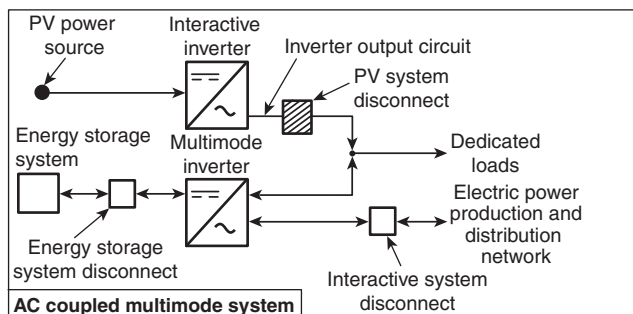 PV power
source
Interactive
inverter
Inverter output circuit
PV system
disconnect
Energy storage
system
Multimode
inverter
Dedicated
loads
Electric power
production and
distribution
network
Energy storage
system disconnect
Interactive system
disconnect
AC coupled multimode system